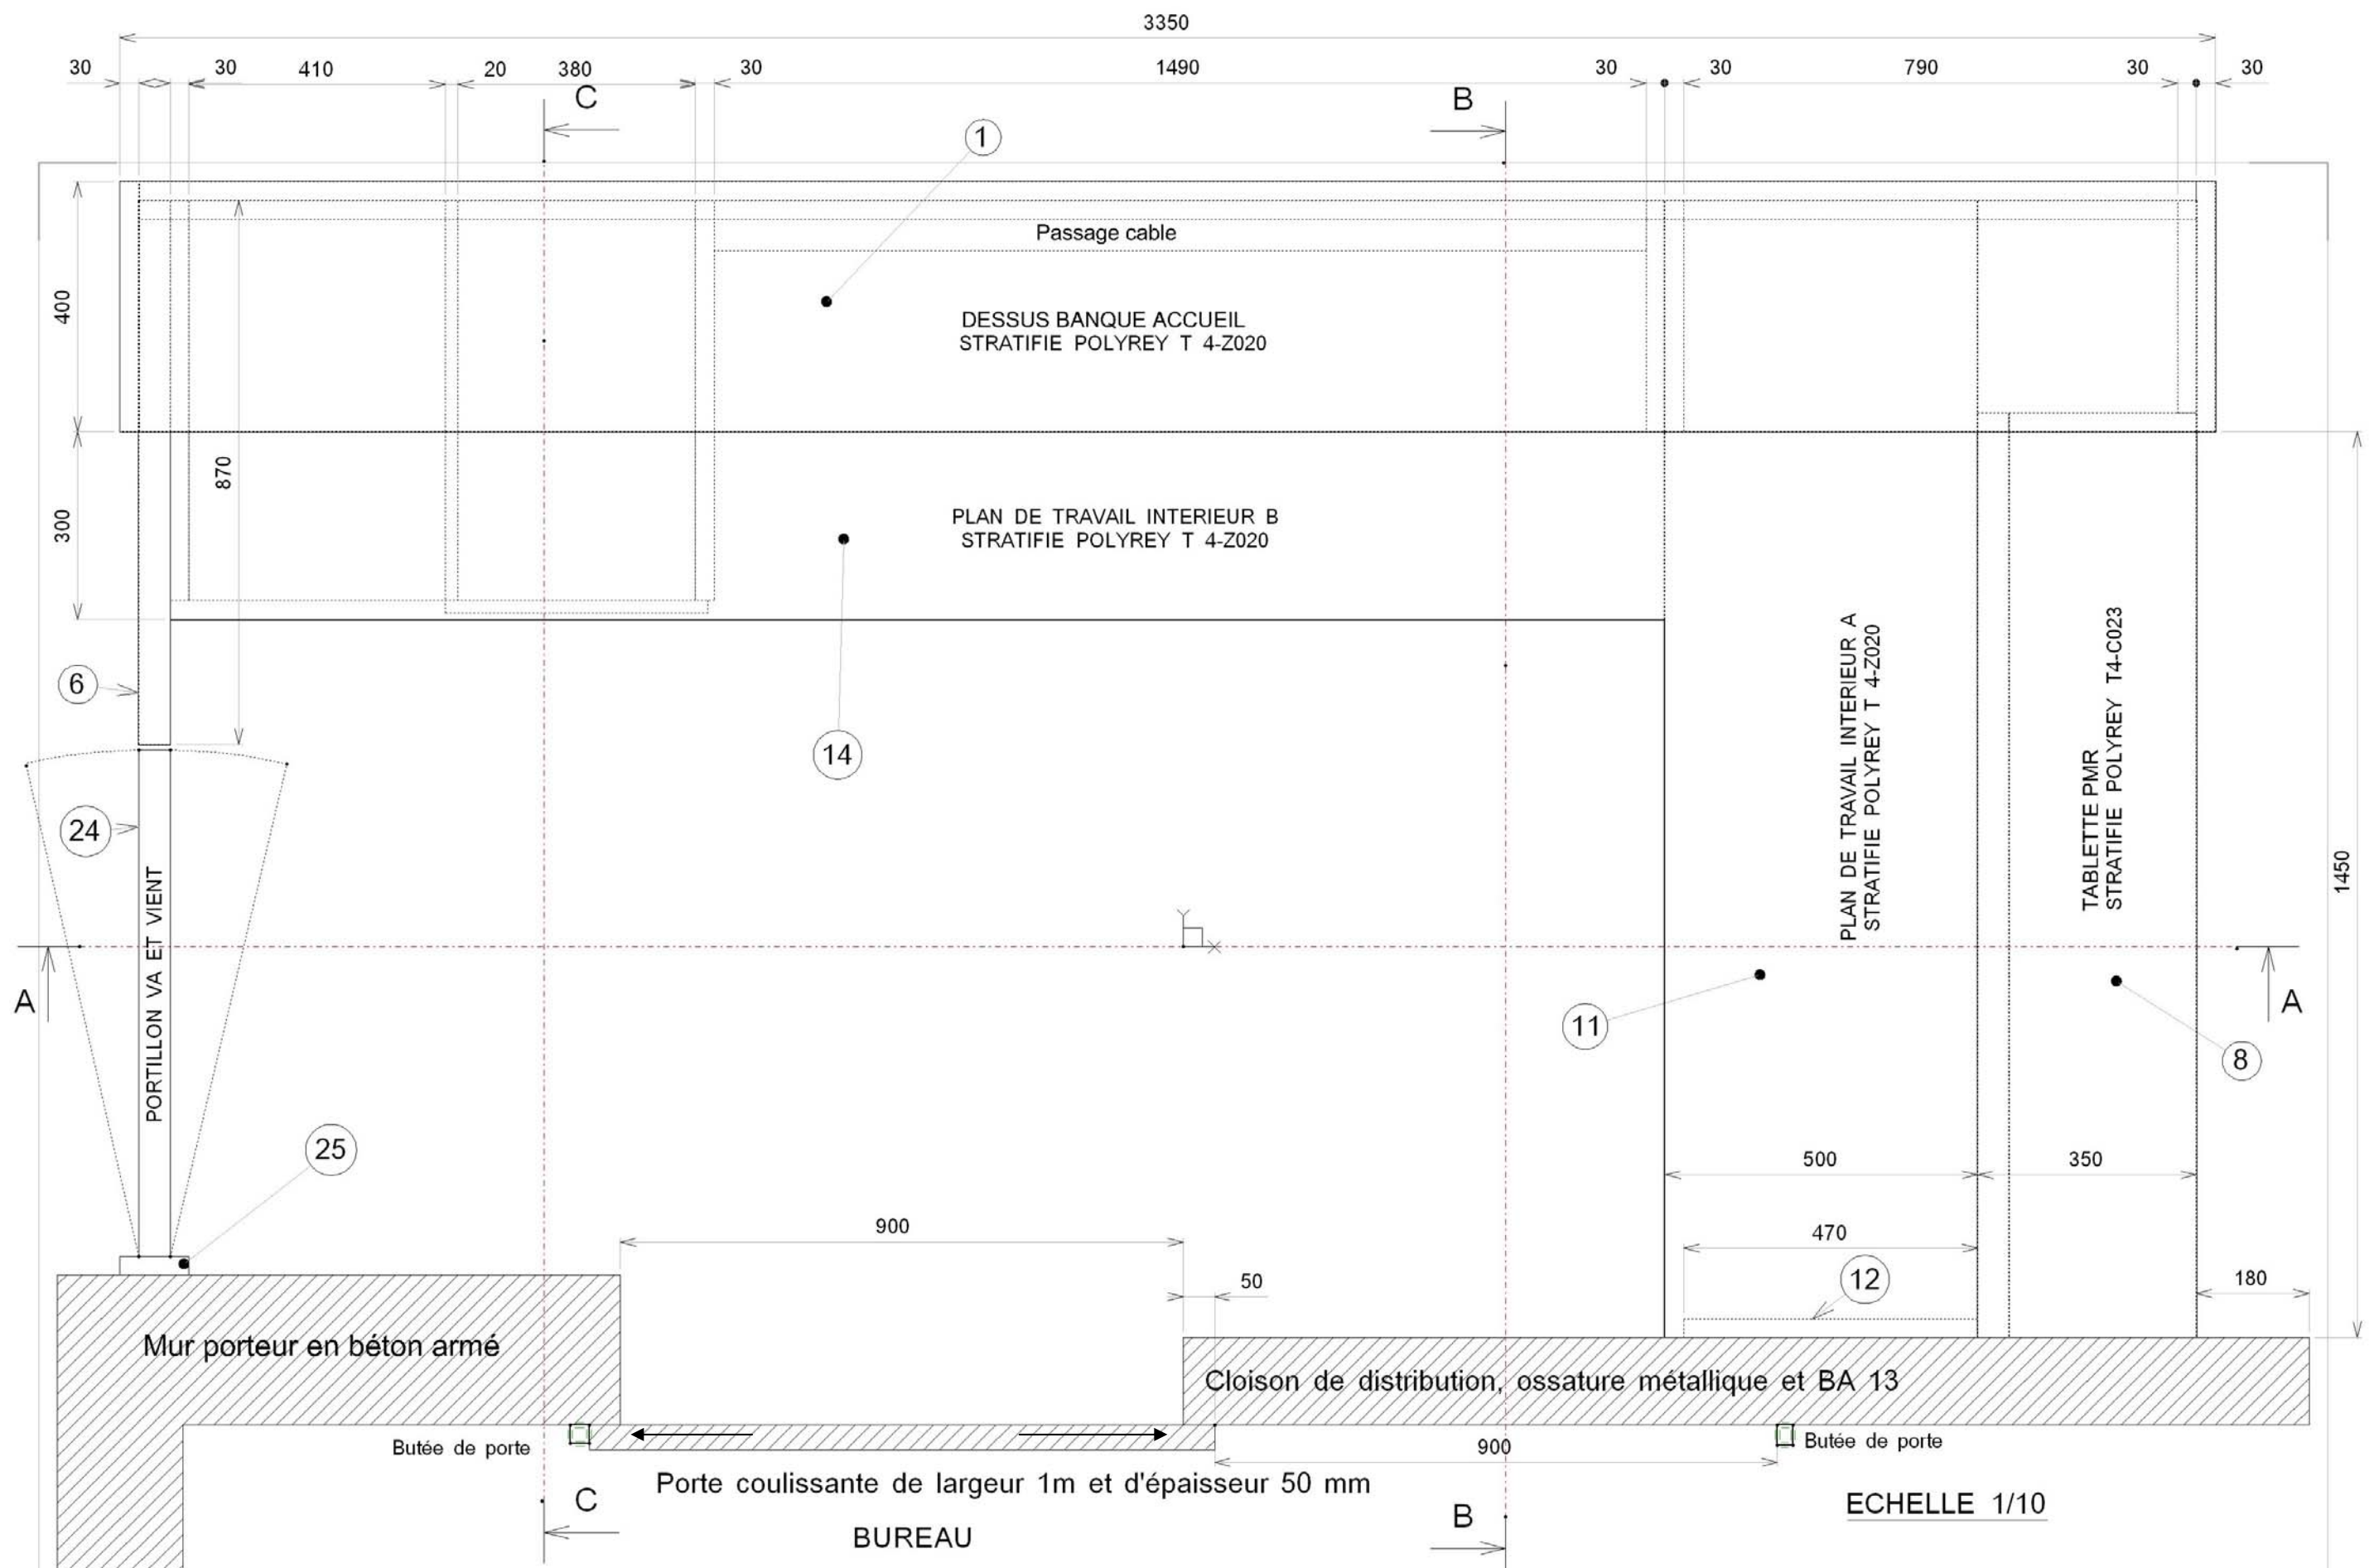 3350
30 30 410 20 380 30 1490 30 30 790 30 30
C
B
1
Passage cable
400
DESSUS BANQUE ACCUEIL
STRATIFIE POLYREY T 4-Z020
870
300
PLAN DE TRAVAIL INTERIEUR B
STRATIFIE POLYREY T 4-Z020
6
14
24
PORTILLON VA ET VIENT
PLAN DE TRAVAIL INTERIEUR A
STRATIFIE POLYREY T 4-Z020
TABLETTE PMR
STRATIFIE POLYREY T4-C023
1450
Y
X
A
A
11
8
25
500
350
900
470
12
50
180
Mur porteur en béton armé
Cloison de distribution, ossature métallique et BA 13
Butée de porte
900
Butée de porte
Porte coulissante de largeur 1m et d'épaisseur 50 mm
C
B
ECHELLE 1/10
BUREAU